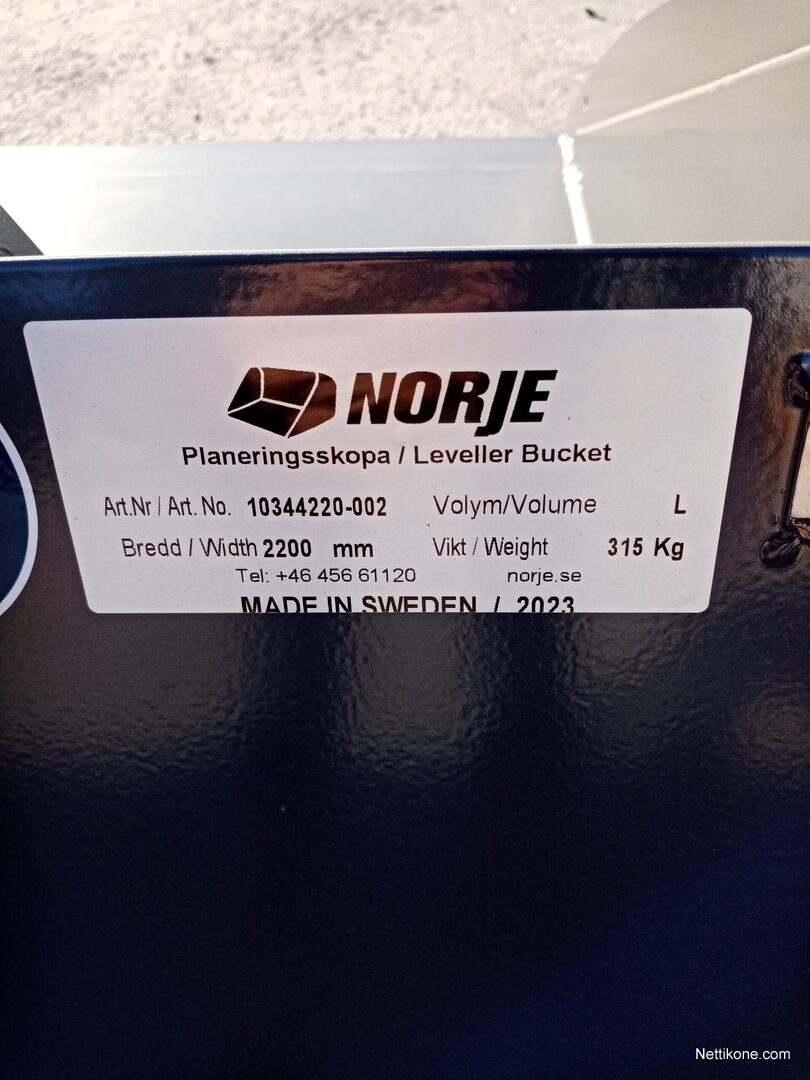 NORJE
Planeringsskopa / Leveller Bucket
Art.Nr / Art. No. 10344220-002 Volym/Volume L
Bredd / Width 2200 mm Vikt / Weight 315 Kg
Tel: +46 456 61120 norje.se
MADE IN SWEDEN / 2023
Nettikone.com